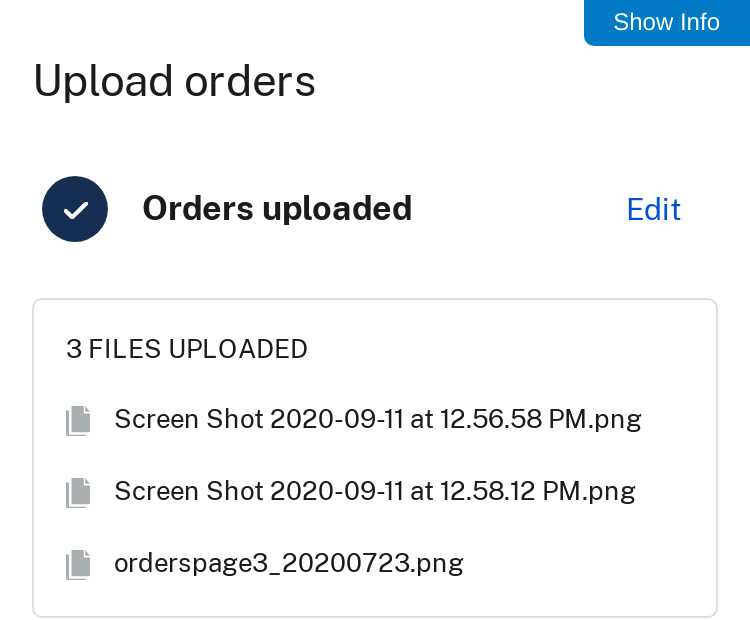 Show Info
Upload orders
Orders uploaded
Edit
3 FILES UPLOADED
Screen Shot 2020-09-11 at 12.56.58 PM.png
Screen Shot 2020-09-11 at 12.58.12 PM.png
orderspage3_20200723.png